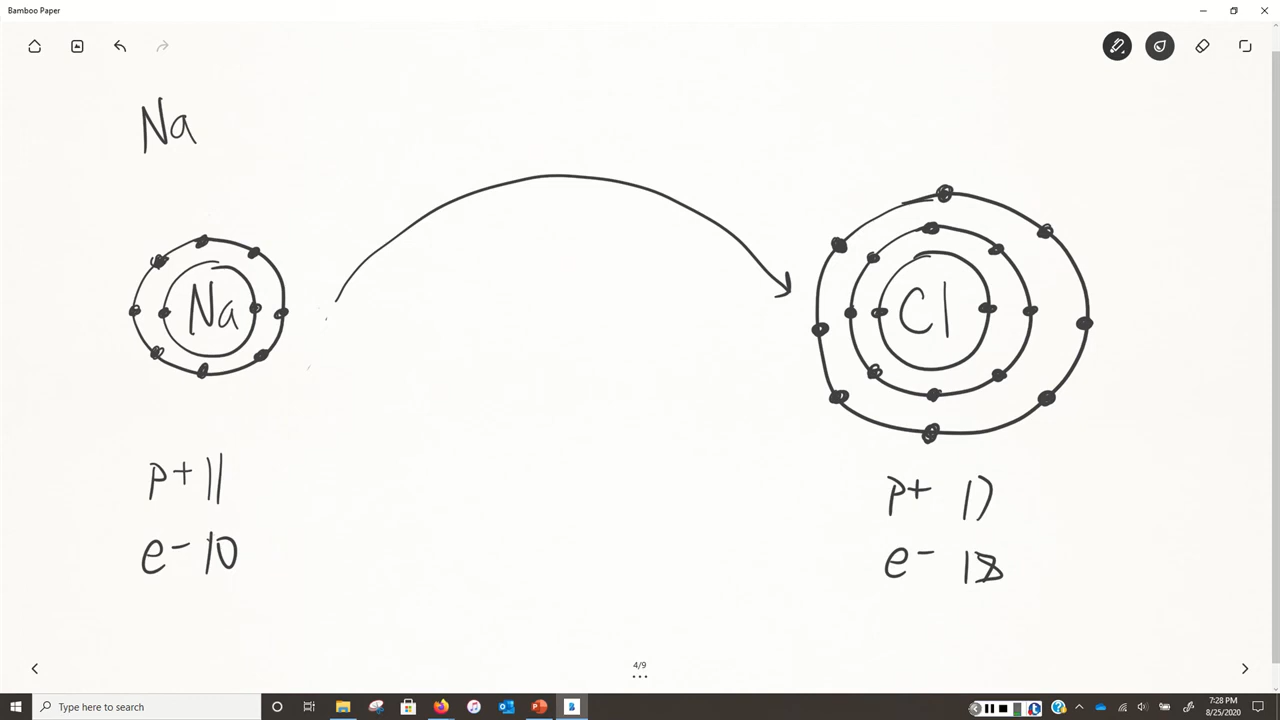 Bamboo Paper
Na
Na
Cl
p+ 11
e- 10
p+ 17
e- 18
4/9
Type here to search
7:28 PM
8/25/2020